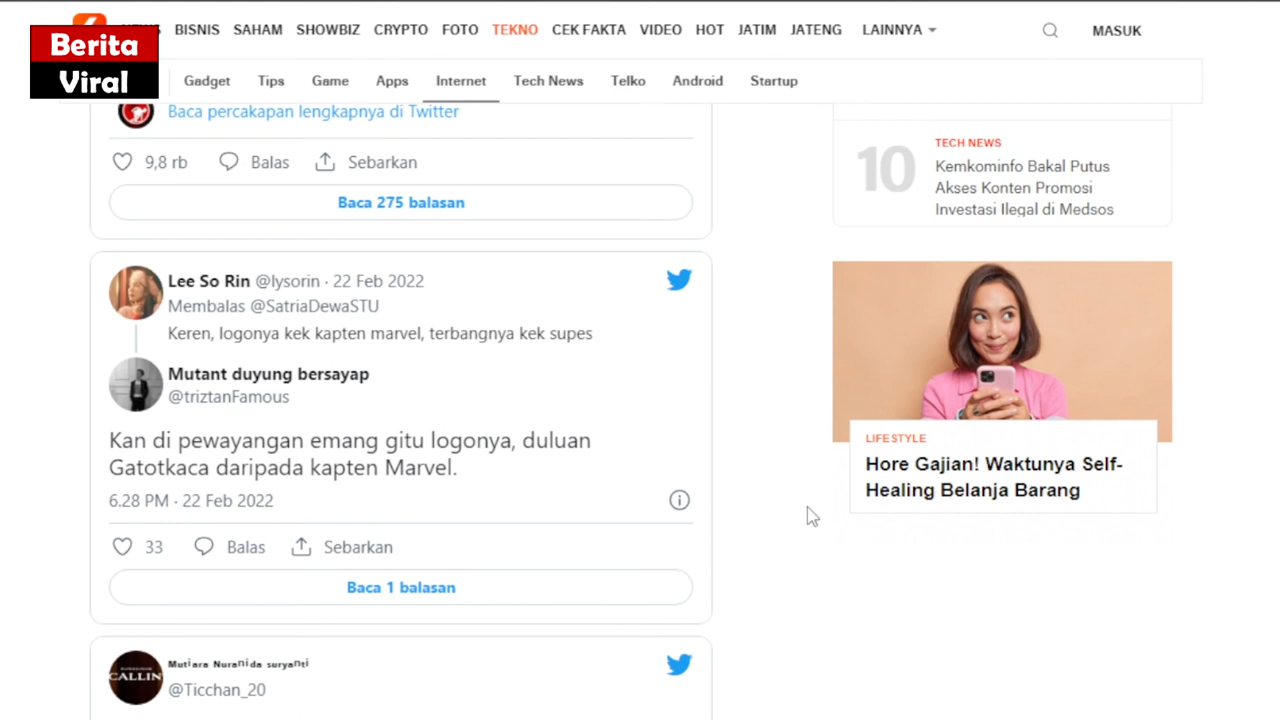 Berita
Viral
BISNIS SAHAM SHOWBIZ CRYPTO FOTO TEKNO CEK FAKTA VIDEO HOT JATIM JATENG LAINNYA MASUK
Gadget Tips Game Apps Internet Tech News Telko Android Startup
Baca percakapan lengkapnya di Twitter
9,8 rb Balas Sebarkan
Baca 275 balasan
Lee So Rin @lysorin · 22 Feb 2022
Membalas @SatriaDewaSTU
Keren, logonya kek kapten marvel, terbangnya kek supes
Mutant duyung bersayap
@triztanFamous
Kan di pewayangan emang gitu logonya, duluan
Gatotkaca daripada kapten Marvel.
6.28 PM · 22 Feb 2022
33 Balas Sebarkan
Baca 1 balasan
CALLIN
Mutiara Nuranida suryanti
@Ticchan_20
10
TECH NEWS
Kemkominfo Bakal Putus
Akses Konten Promosi
Investasi Ilegal di Medsos
LIFESTYLE
Hore Gajian! Waktunya Self-
Healing Belanja Barang